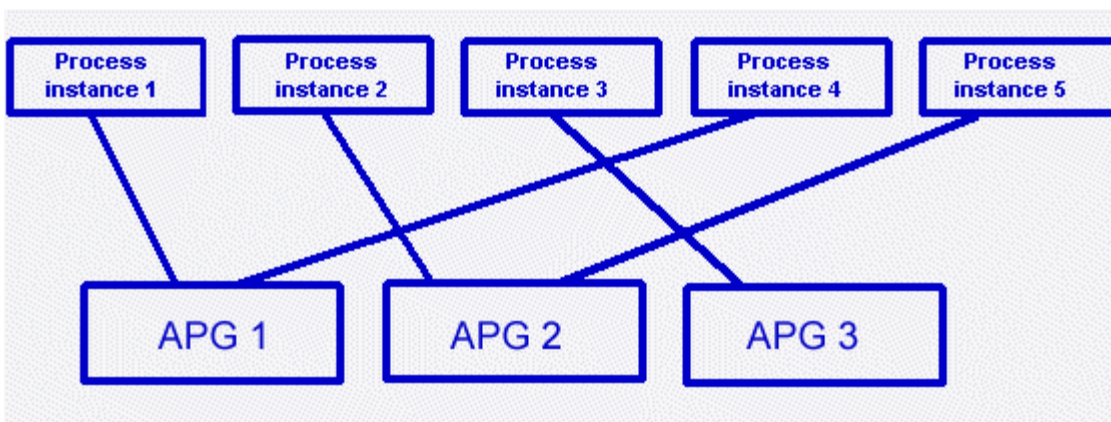 Process
instance 1
Process
instance 2
Process
instance 3
Process
instance 4
Process
instance 5
APG 1
APG 2
APG 3